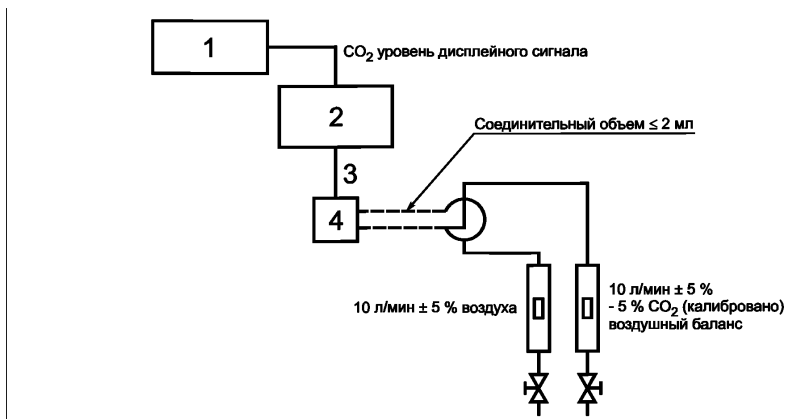 1
CO₂ уровень дисплейного сигнала
2
Соединительный объем ≤ 2 мл
3
4
10 л/мин ± 5 % воздуха
10 л/мин ± 5 %
- 5 % CO₂ (калибровано)
воздушный баланс